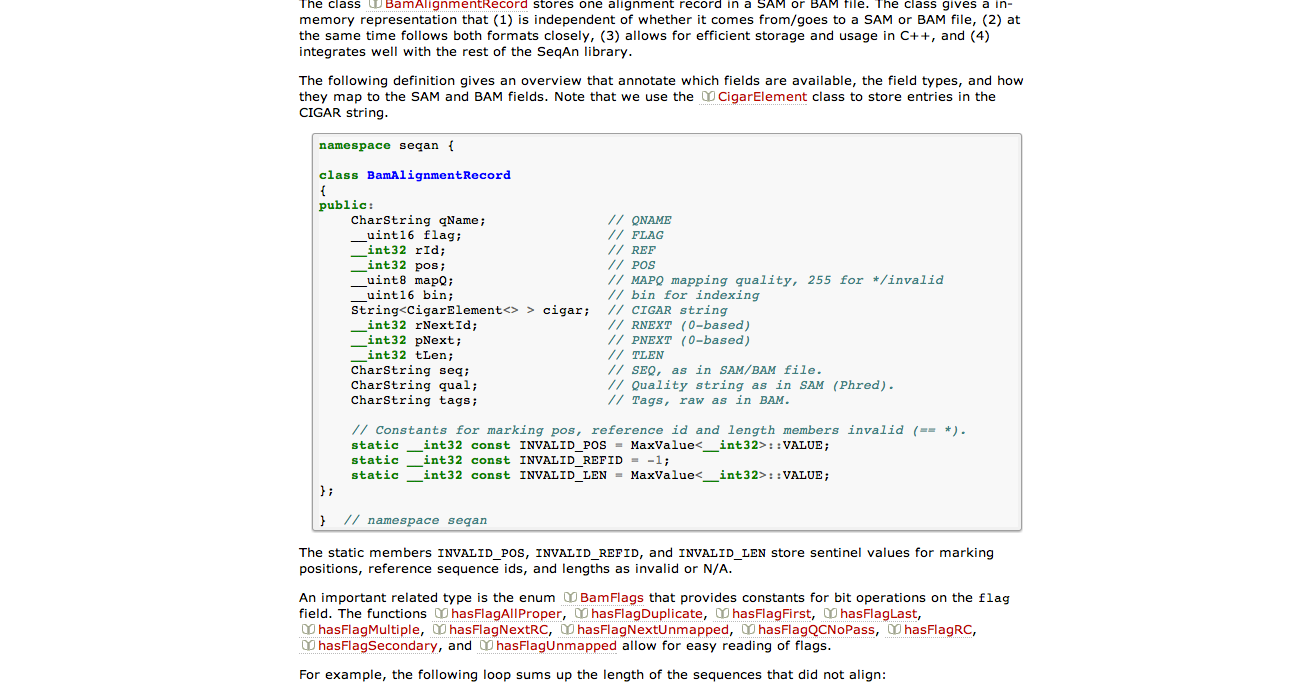 The class BamAlignmentRecord stores one alignment record in a SAM or BAM file. The class gives a in-
memory representation that (1) is independent of whether it comes from/goes to a SAM or BAM file, (2) at
the same time follows both formats closely, (3) allows for efficient storage and usage in C++, and (4)
integrates well with the rest of the SeqAn library.
The following definition gives an overview that annotate which fields are available, the field types, and how
they map to the SAM and BAM fields. Note that we use the CigarElement class to store entries in the
CIGAR string.
namespace seqan {
class BamAlignmentRecord
{
public:
    CharString qName;               // QNAME
    __uint16 flag;                  // FLAG
    __int32 rId;                    // REF
    __int32 pos;                    // POS
    __uint8 mapQ;                   // MAPQ mapping quality, 255 for */invalid
    __uint16 bin;                   // bin for indexing
    String<CigarElement<> > cigar;  // CIGAR string
    __int32 rNextId;                // RNEXT (0-based)
    __int32 pNext;                  // PNEXT (0-based)
    __int32 tLen;                   // TLEN
    CharString seq;                 // SEQ, as in SAM/BAM file.
    CharString qual;                // Quality string as in SAM (Phred).
    CharString tags;                // Tags, raw as in BAM.
    // Constants for marking pos, reference id and length members invalid (== *).
    static __int32 const INVALID_POS = MaxValue<__int32>::VALUE;
    static __int32 const INVALID_REFID = -1;
    static __int32 const INVALID_LEN = MaxValue<__int32>::VALUE;
};
}  // namespace seqan
The static members INVALID_POS, INVALID_REFID, and INVALID_LEN store sentinel values for marking
positions, reference sequence ids, and lengths as invalid or N/A.
An important related type is the enum BamFlags that provides constants for bit operations on the flag
field. The functions hasFlagAllProper, hasFlagDuplicate, hasFlagFirst, hasFlagLast,
hasFlagMultiple, hasFlagNextRC, hasFlagNextUnmapped, hasFlagQCNoPass, hasFlagRC,
hasFlagSecondary, and hasFlagUnmapped allow for easy reading of flags.
For example, the following loop sums up the length of the sequences that did not align: